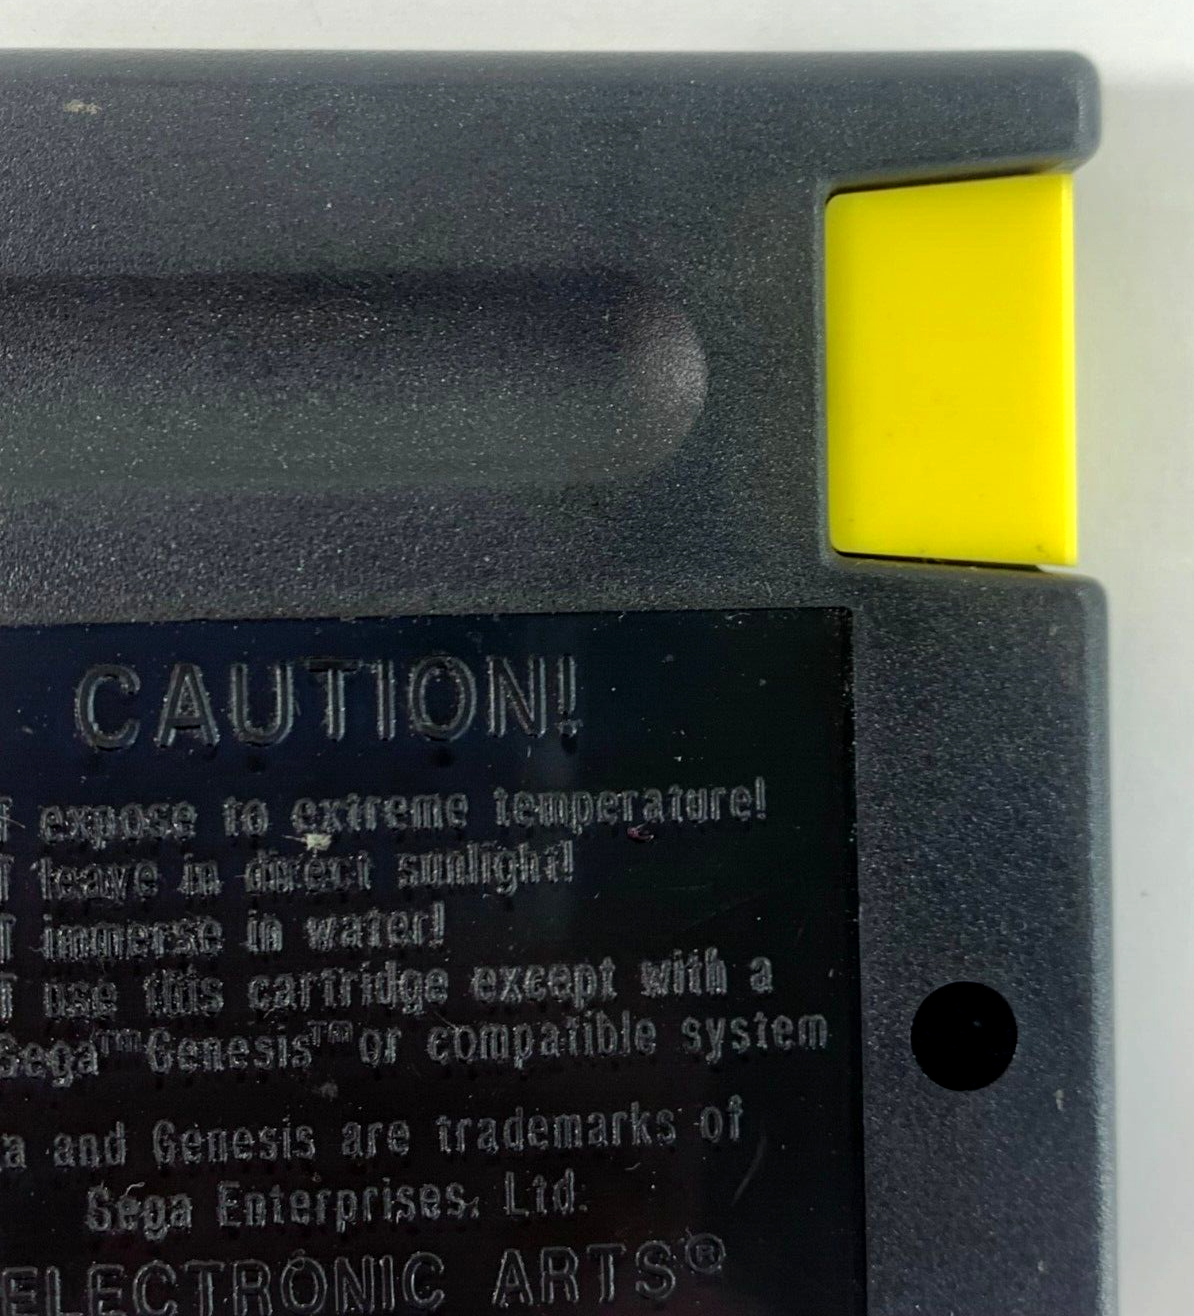 CAUTION!
T expose to extreme temperature!
T leave in direct sunlight!
T immerse in water!
T use this cartridge except with a
Sega™ Genesis™ or compatible system
a and Genesis are trademarks of
Sega Enterprises, Ltd.
ELECTRONIC ARTS®